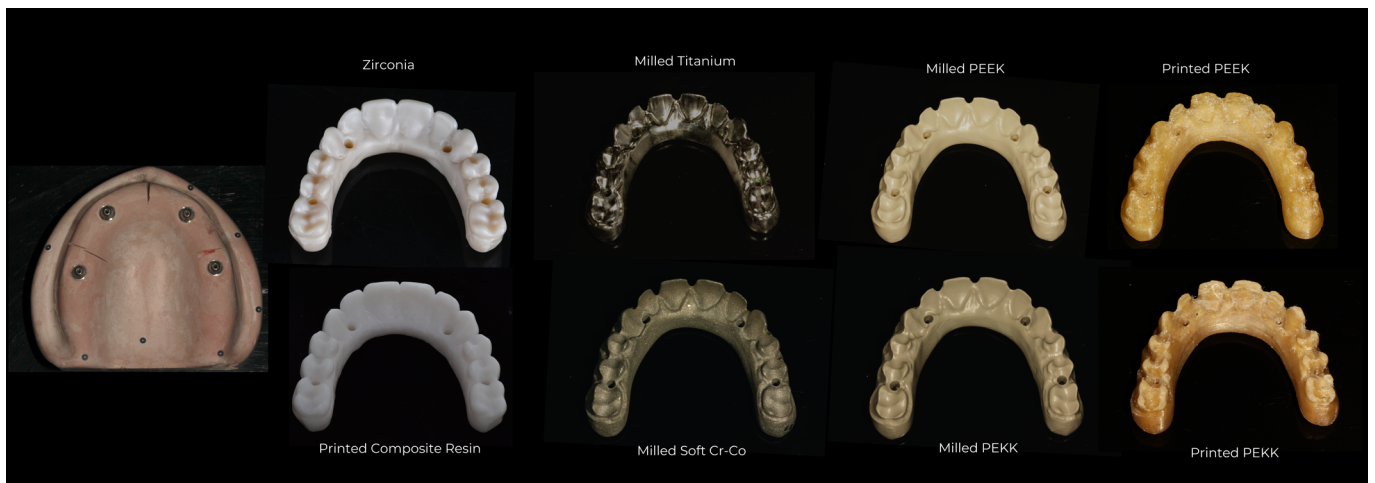 Zirconia
Milled Titanium
Milled PEEK
Printed PEEK
Printed Composite Resin
Milled Soft Cr-Co
Milled PEKK
Printed PEKK